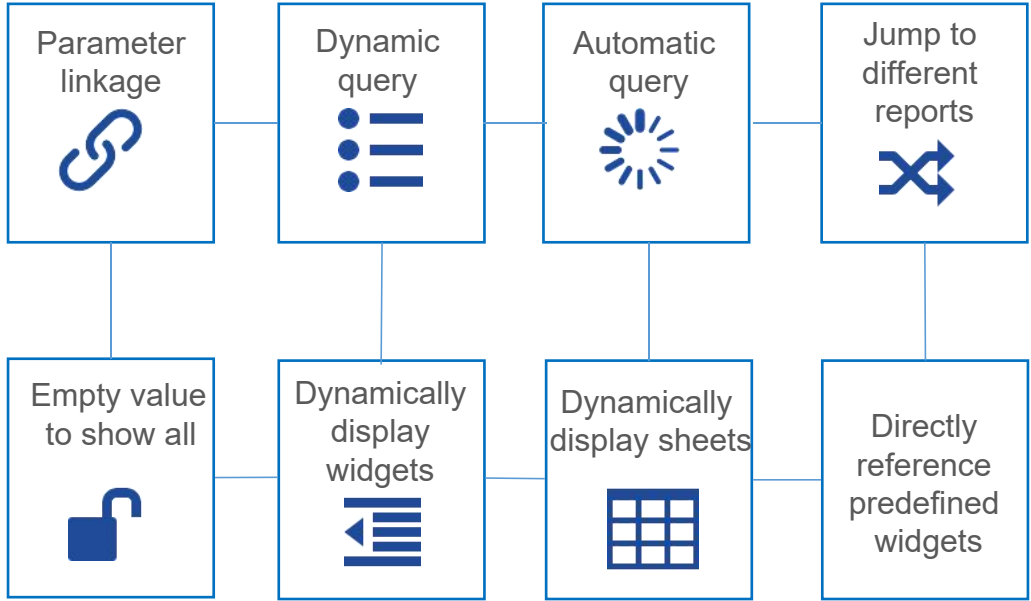 Parameter
linkage
Dynamic
query
Automatic
query
Jump to
different
reports
Empty value
to show all
Dynamically
display
widgets
Dynamically
display sheets
Directly
reference
predefined
widgets